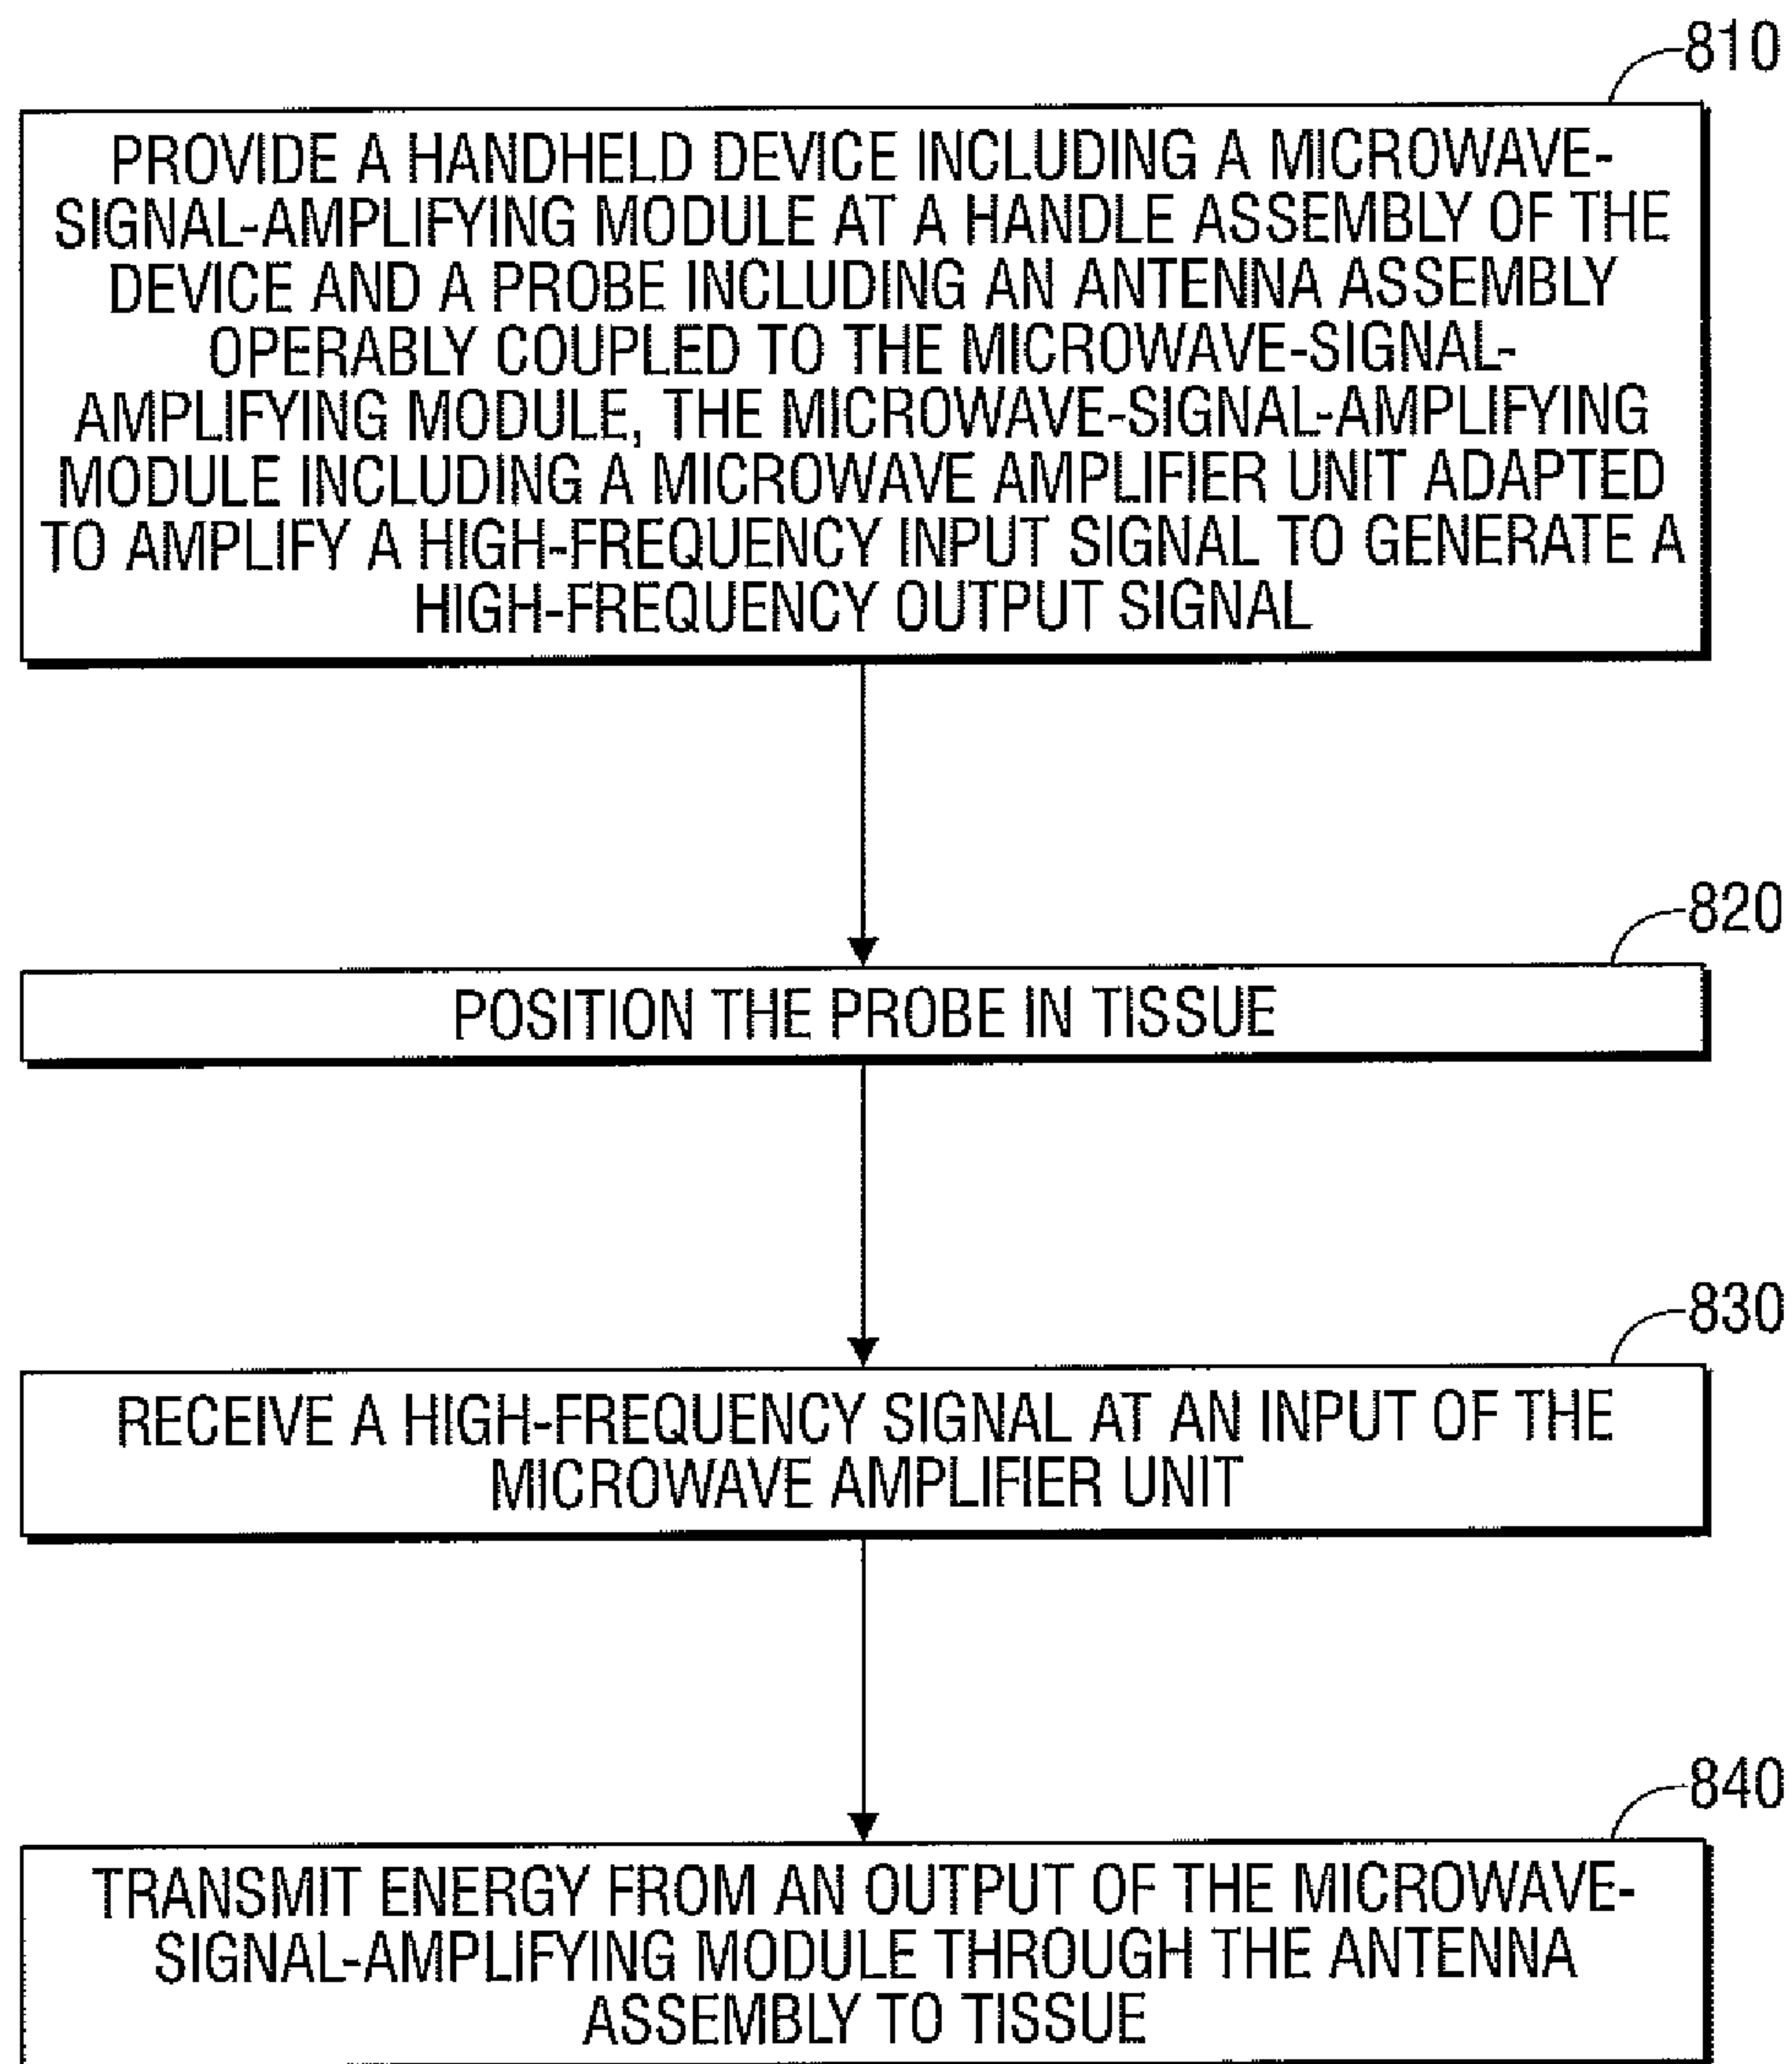 810
PROVIDE A HANDHELD DEVICE INCLUDING A MICROWAVE-
SIGNAL-AMPLIFYING MODULE AT A HANDLE ASSEMBLY OF THE
DEVICE AND A PROBE INCLUDING AN ANTENNA ASSEMBLY
OPERABLY COUPLED TO THE MICROWAVE-SIGNAL-
AMPLIFYING MODULE, THE MICROWAVE-SIGNAL-AMPLIFYING
MODULE INCLUDING A MICROWAVE AMPLIFIER UNIT ADAPTED
TO AMPLIFY A HIGH-FREQUENCY INPUT SIGNAL TO GENERATE A
HIGH-FREQUENCY OUTPUT SIGNAL
820
POSITION THE PROBE IN TISSUE
830
RECEIVE A HIGH-FREQUENCY SIGNAL AT AN INPUT OF THE
MICROWAVE AMPLIFIER UNIT
840
TRANSMIT ENERGY FROM AN OUTPUT OF THE MICROWAVE-
SIGNAL-AMPLIFYING MODULE THROUGH THE ANTENNA
ASSEMBLY TO TISSUE